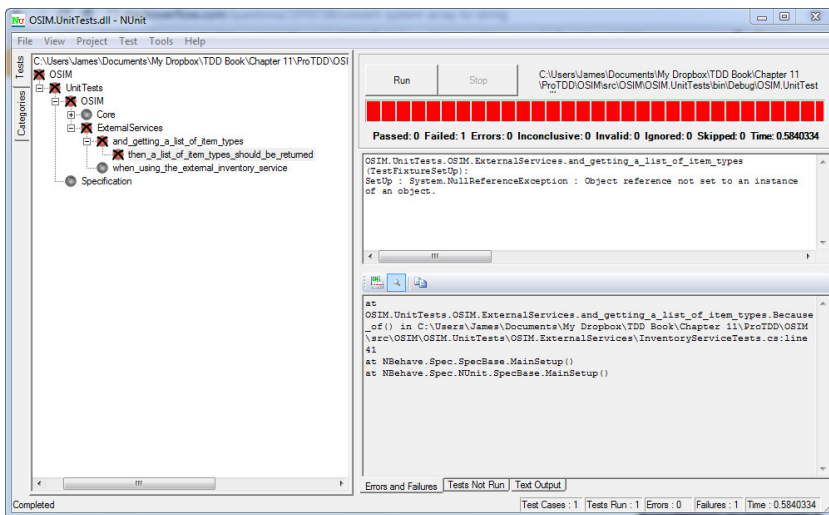 OSIM.UnitTests.dll - NUnit
File View Project Test Tools Help
Tests
Categories
C:\Users\James\Documents\My Dropbox\TDD Book\Chapter 11\ProTDD\OSI
OSIM
UnitTests
OSIM
Core
ExternalServices
and_getting_a_list_of_item_types
then_a_list_of_item_types_should_be_returned
when_using_the_external_inventory_service
Specification
Run
Stop
C:\Users\James\Documents\My Dropbox\TDD Book\Chapter 11
\ProTDD\OSIM\src\OSIM\OSIM.UnitTests\bin\Debug\OSIM.UnitTest
Passed: 0 Failed: 1 Errors: 0 Inconclusive: 0 Invalid: 0 Ignored: 0 Skipped: 0 Time: 0.5840334
OSIM.UnitTests.OSIM.ExternalServices.and_getting_a_list_of_item_types
(TestFixtureSetUp):
SetUp : System.NullReferenceException : Object reference not set to an instance
of an object.
at
OSIM.UnitTests.OSIM.ExternalServices.and_getting_a_list_of_item_types.Because
_of() in C:\Users\James\Documents\My Dropbox\TDD Book\Chapter 11\ProTDD\OSIM
\src\OSIM\OSIM.UnitTests\OSIM.ExternalServices\InventoryServiceTests.cs:line
41
at NBehave.Spec.SpecBase.MainSetup()
at NBehave.Spec.NUnit.SpecBase.MainSetup()
Errors and Failures Tests Not Run Text Output
Completed
Test Cases : 1 Tests Run : 1 Errors : 0 Failures : 1 Time : 0.5840334